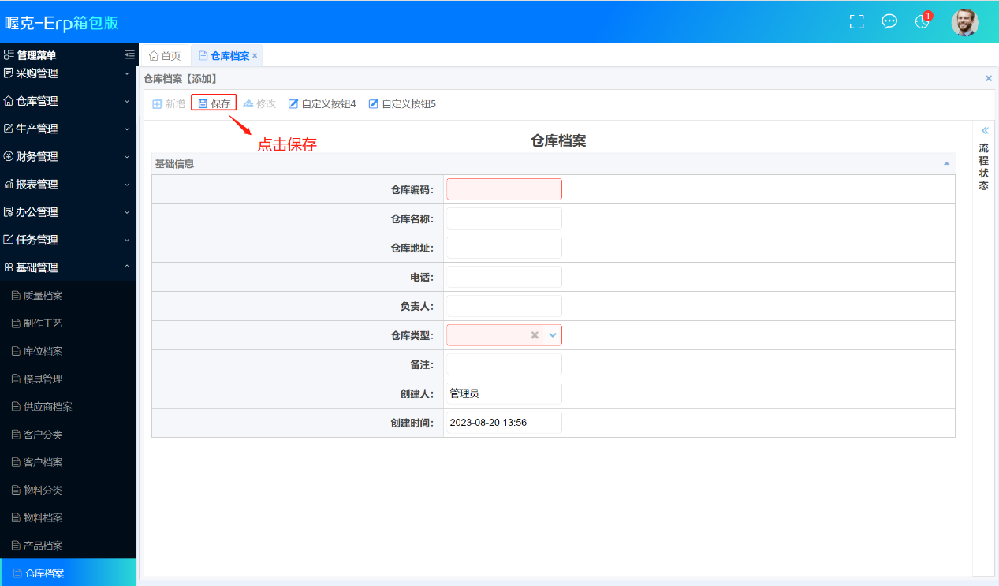 喔克-Erp箱包版
1
管理菜单
采购管理
仓库管理
生产管理
财务管理
报表管理
办公管理
任务管理
基础管理
质量档案
制作工艺
库位档案
模具管理
供应商档案
客户分类
客户档案
物料分类
物料档案
产品档案
仓库档案
首页 仓库档案 ×
仓库档案【添加】
新增 保存 修改 自定义按钮4 自定义按钮5
点击保存
仓库档案
基础信息
仓库编码：
仓库名称：
仓库地址：
电话：
负责人：
仓库类型：
备注：
创建人： 管理员
创建时间： 2023-08-20 13:56
流程状态